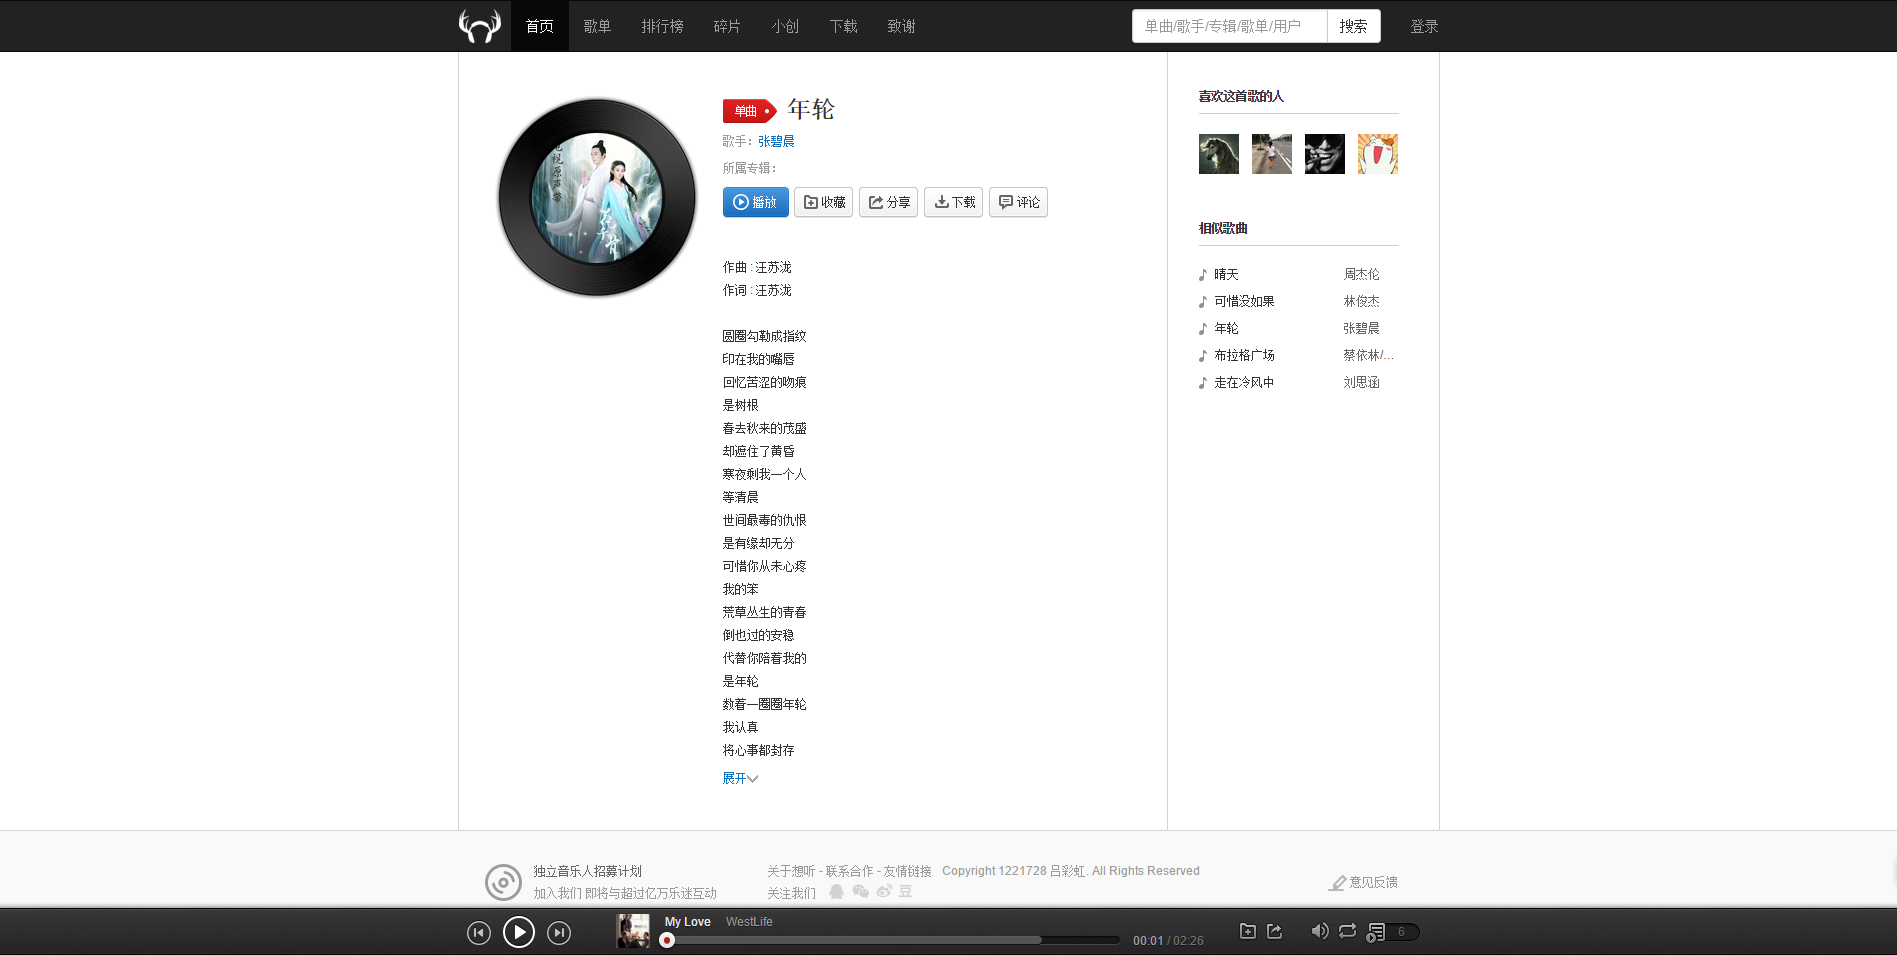 首页 歌单 排行榜 碎片 小创 下载 致谢 单曲/歌手/专辑/歌单/用户 搜索 登录
单曲 年轮
歌手：张碧晨
所属专辑：
播放 收藏 分享 下载 评论
作曲 : 汪苏泷
作词 : 汪苏泷
圆圈勾勒成指纹
印在我的嘴唇
回忆苦涩的吻痕
是树根
春去秋来的茂盛
却遮住了黄昏
寒夜剩我一个人
等清晨
世间最毒的仇恨
是有缘却无分
可惜你从未心疼
我的笨
荒草丛生的青春
倒也过的安稳
代替你陪着我的
是年轮
数着一圈圈年轮
我认真
将心事都封存
展开
喜欢这首歌的人
相似歌曲
晴天 周杰伦
可惜没如果 林俊杰
年轮 张碧晨
布拉格广场 蔡依林/...
走在冷风中 刘思涵
独立音乐人招募计划
加入我们 即将与超过亿万乐迷互动
关于想听 - 联系合作 - 友情链接 Copyright 1221728 吕彩虹. All Rights Reserved
关注我们
意见反馈
My Love WestLife
00:01 / 02:26
6